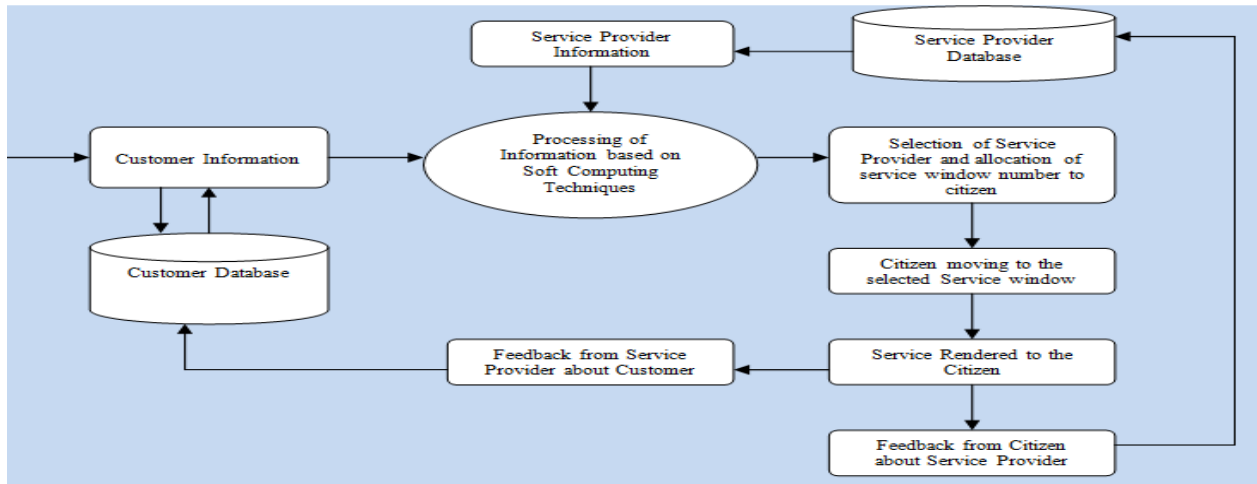 Service Provider
Information
Service Provider
Database
Customer Information
Processing of
Information based on
Soft Computing
Techniques
Selection of Service
Provider and allocation of
service window number to
citizen
Customer Database
Citizen moving to the
selected Service window
Feedback from Service
Provider about Customer
Service Rendered to the
Citizen
Feedback from Citizen
about Service Provider